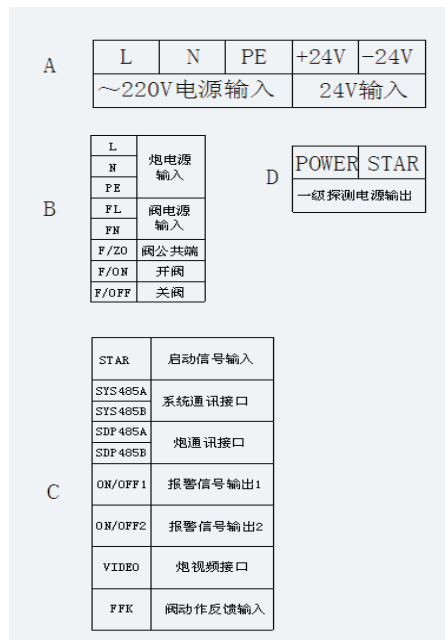 A
L N PE +24V -24V
～220V电源输入 24V输入
B
L
N
PE
炮电源
输入
FL
FN
阀电源
输入
F/ZO 阀公共端
F/ON 开阀
F/OFF 关阀
D
POWER STAR
一级探测电源输出
C
STAR 启动信号输入
SYS485A
SYS485B
系统通讯接口
SDP485A
SDP485B
炮通讯接口
ON/OFF1 报警信号输出1
ON/OFF2 报警信号输出2
VIDEO 炮视频接口
FFK 阀动作反馈输入